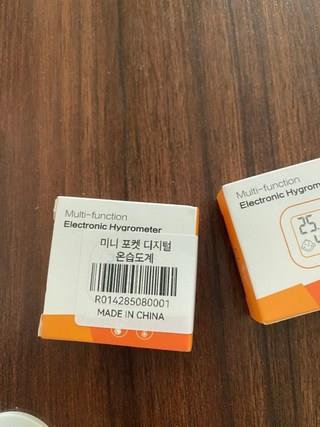 Multi-function
Electronic Hygrometer
미니 포켓 디지털
온습도계
R014285080001
MADE IN CHINA
Multi-function
Electronic Hygrom
25.